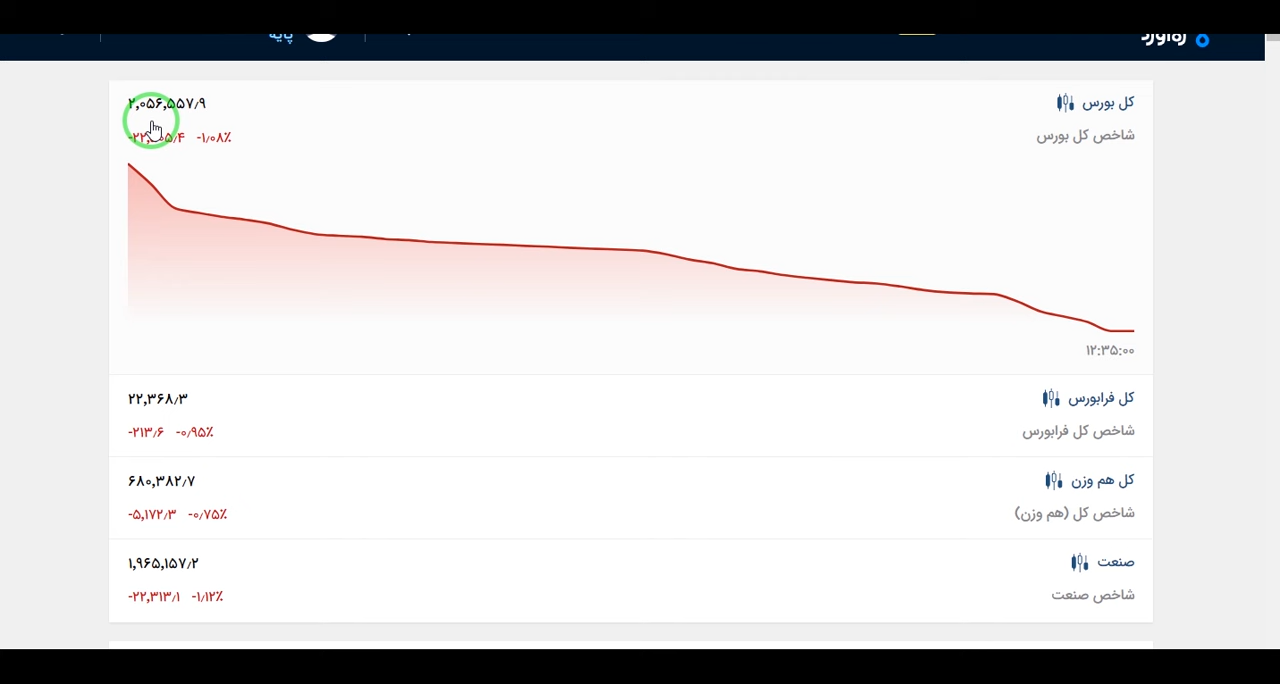 رەآورد
پایه
کل بورس
۲,۰۵۶,۵۵۷/۹
شاخص کل بورس
-۱/۰۸٪
۱۲:۳۵:۰۰
کل فرابورس
۲۲,۳۶۸/۳
شاخص کل فرابورس
-۲۱۳/۶ -۰/۹۵٪
کل هم وزن
۶۸۰,۳۸۲/۷
شاخص کل (هم وزن)
-۵,۱۷۲/۳ -۰/۷۵٪
صنعت
۱,۹۶۵,۱۵۷/۲
شاخص صنعت
-۲۲,۳۱۳/۱ -۱/۱۲٪